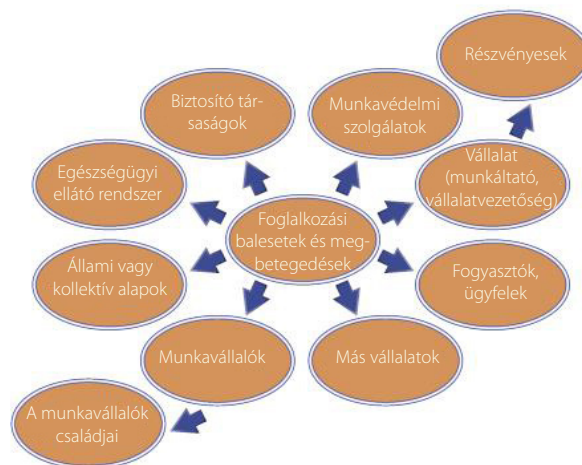 Részvényesek
Biztosító tár-
saságok
Munkavédelmi
szolgálatok
Egészségügyi
ellátó rendszer
Vállalat
(munkáltató,
vállalatvezetőség)
Foglalkozási
balesetek és meg-
betegedések
Állami vagy
kollektív alapok
Fogyasztók,
ügyfelek
Munkavállalók
Más vállalatok
A munkavállalók
családjai